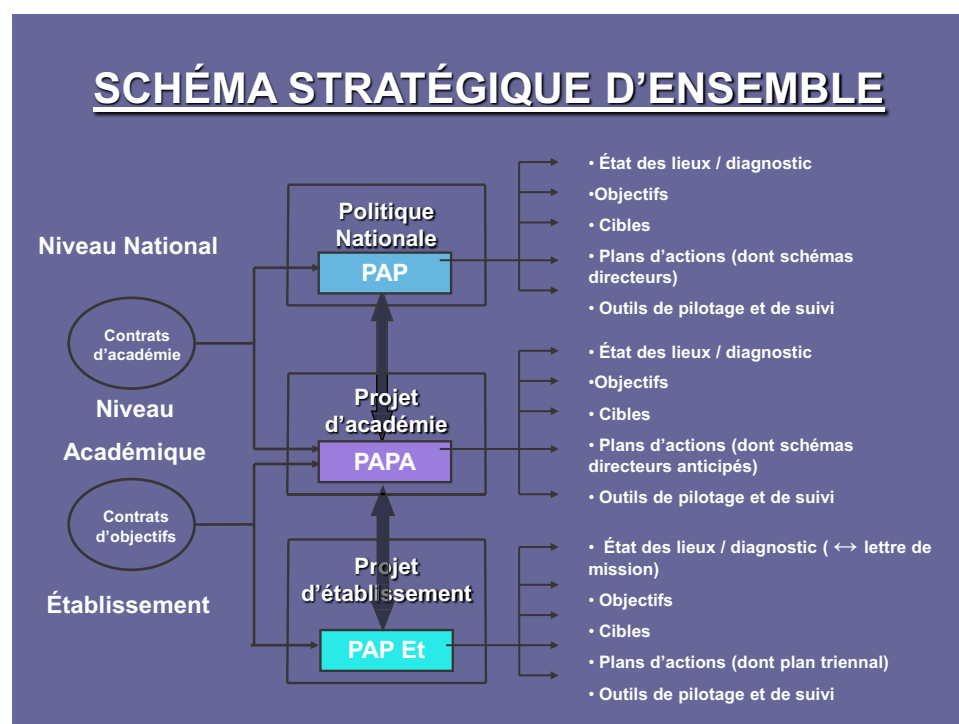 SCHÉMA STRATÉGIQUE D’ENSEMBLE
Niveau National
Politique
Nationale
PAP
• État des lieux / diagnostic
•Objectifs
• Cibles
• Plans d’actions (dont schémas
directeurs)
• Outils de pilotage et de suivi
Contrats
d’académie
Niveau
Académique
Projet
d’académie
PAPA
• État des lieux / diagnostic
•Objectifs
• Cibles
• Plans d’actions (dont schémas
directeurs anticipés)
• Outils de pilotage et de suivi
Contrats
d’objectifs
Établissement
Projet
d’établissement
PAP Et
• État des lieux / diagnostic ( ↔ lettre de
mission)
• Objectifs
• Cibles
• Plans d’actions (dont plan triennal)
• Outils de pilotage et de suivi